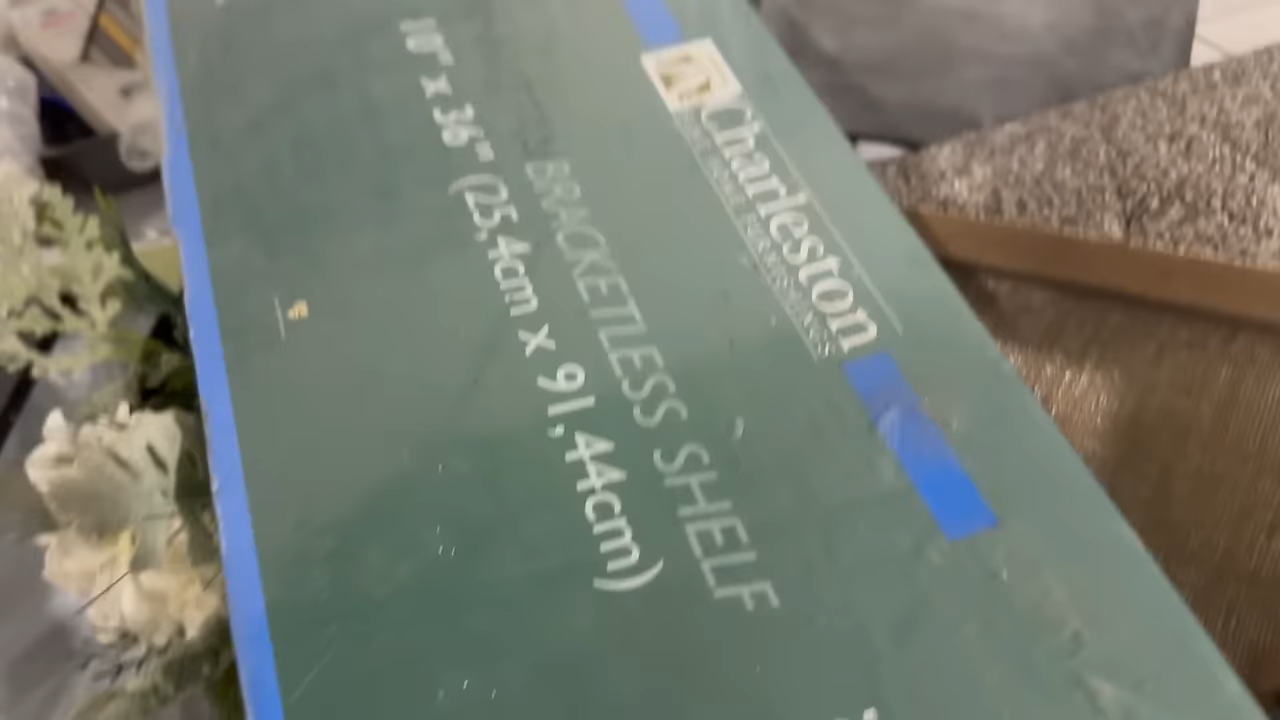 Charleston
BRACKETLESS SHELF
10" x 36" (25,4cm x 91,44cm)